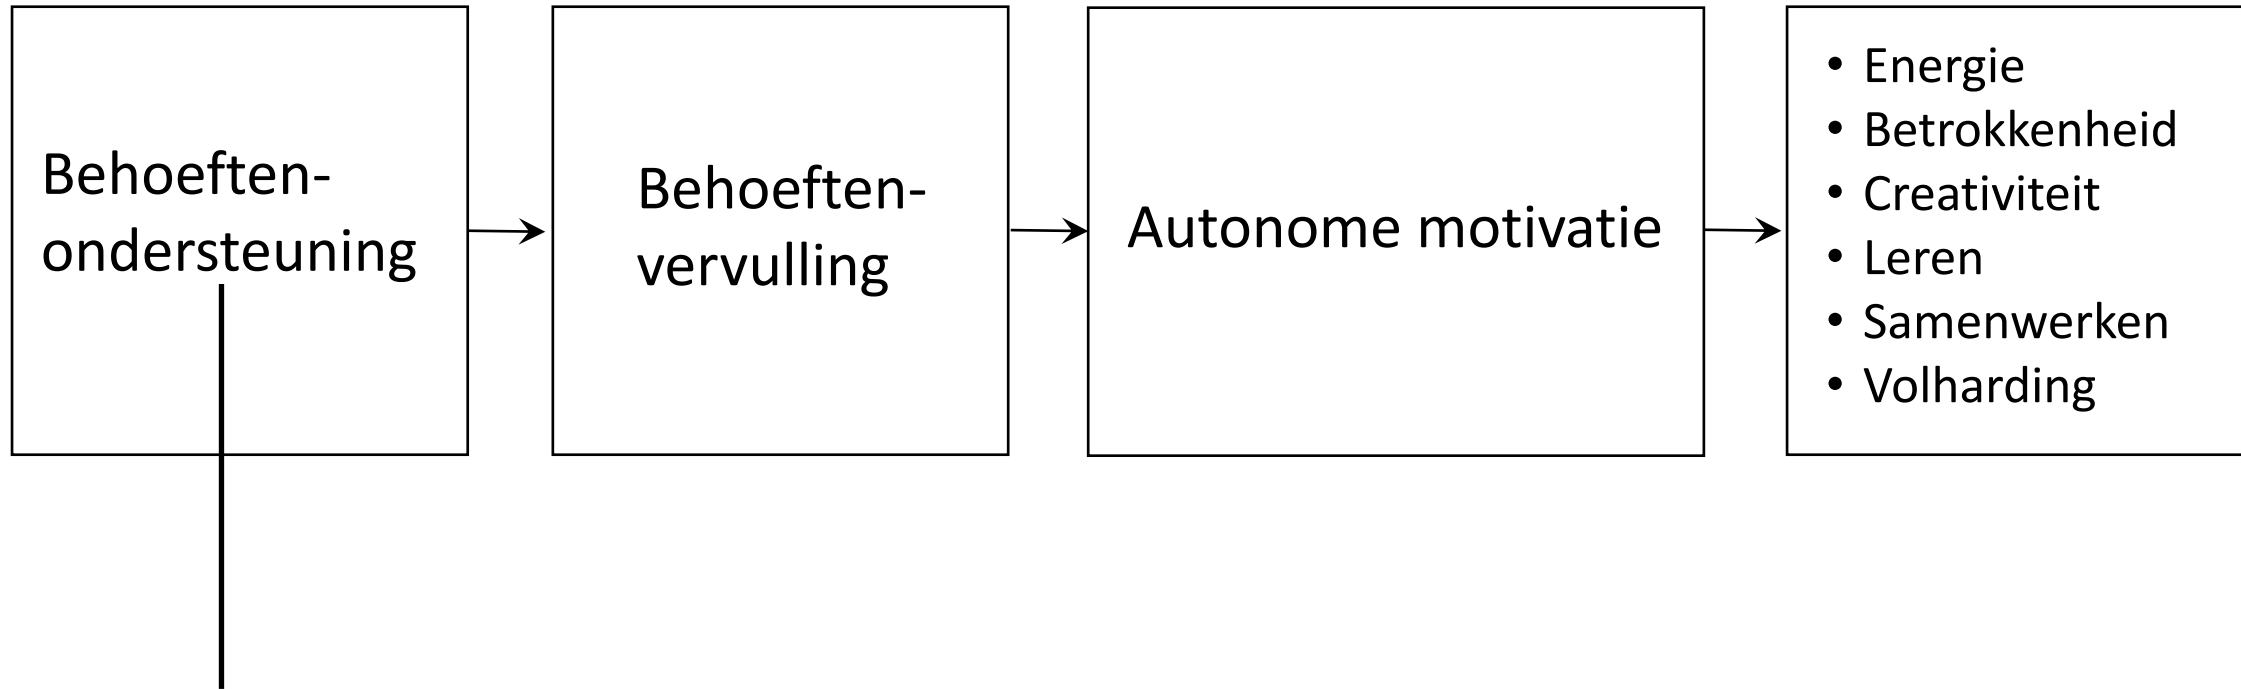 Behoeften-
ondersteuning
Behoeften-
vervulling
Autonome motivatie
• Energie
• Betrokkenheid
• Creativiteit
• Leren
• Samenwerken
• Volharding